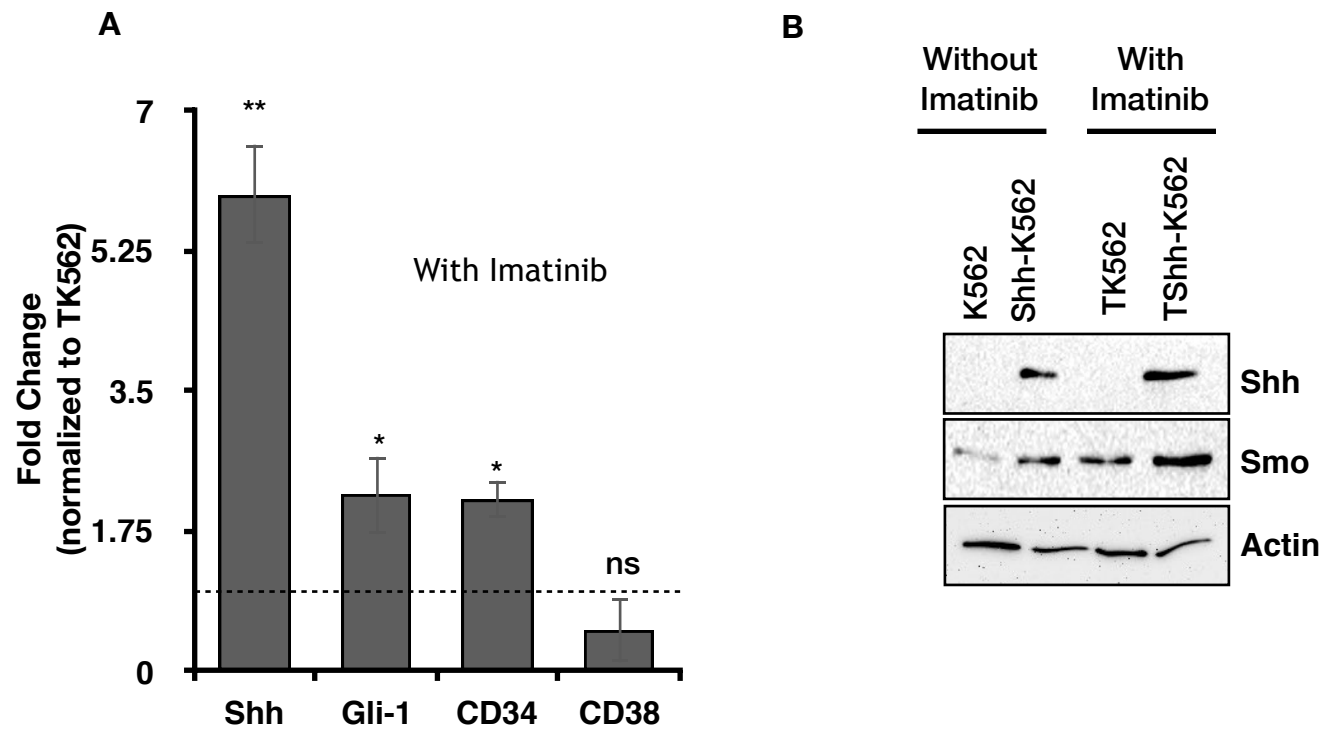 A
Fold Change
(normalized to TK562)
7
5.25
3.5
1.75
0
**
*
*
ns
With Imatinib
Shh
Gli-1
CD34
CD38
B
Without
Imatinib
With
Imatinib
K562
Shh-K562
TK562
TShh-K562
Shh
Smo
Actin